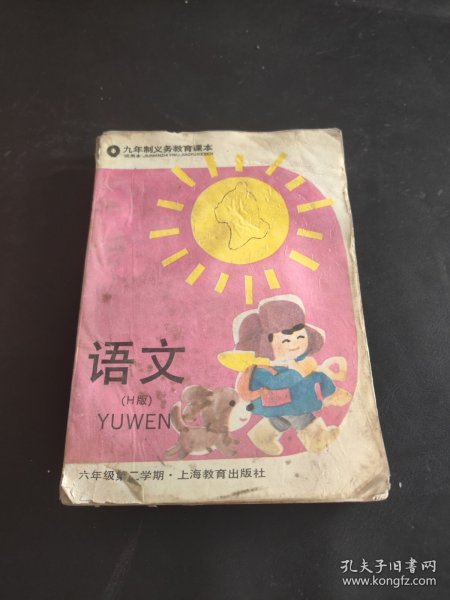 九年制义务教育课本
语文
(H版)
YUWEN
六年级第二学期·上海教育出版社
孔夫子旧书网
www.kongfz.com